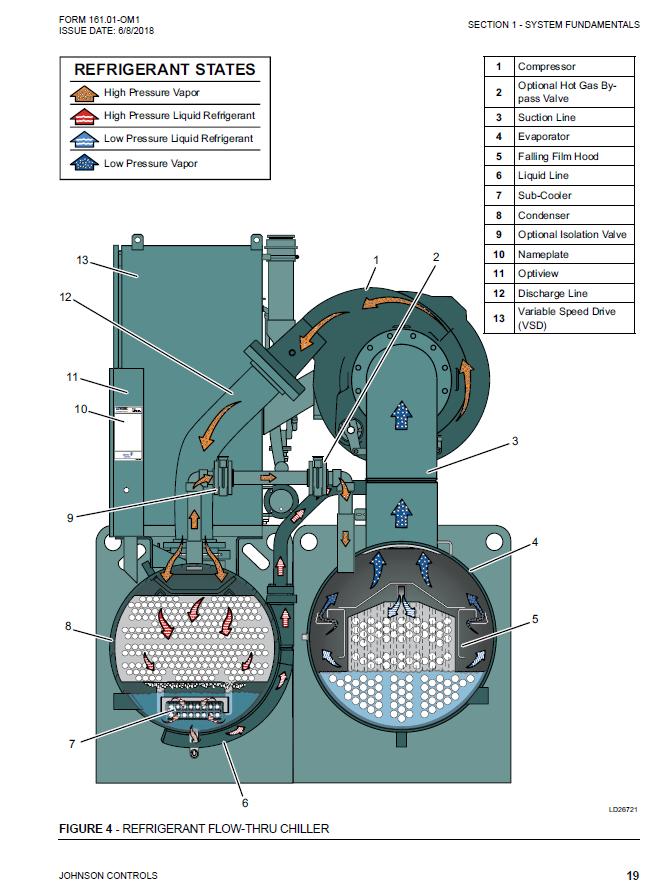 FORM 161.01-OM1
ISSUE DATE: 6/8/2018
SECTION 1 - SYSTEM FUNDAMENTALS
REFRIGERANT STATES
High Pressure Vapor
High Pressure Liquid Refrigerant
Low Pressure Liquid Refrigerant
Low Pressure Vapor
1 Compressor
2 Optional Hot Gas By-
pass Valve
3 Suction Line
4 Evaporator
5 Falling Film Hood
6 Liquid Line
7 Sub-Cooler
8 Condenser
9 Optional Isolation Valve
10 Nameplate
11 Optiview
12 Discharge Line
13 Variable Speed Drive
(VSD)
13
1
2
12
11
10
3
9
4
8
5
7
6
LD26721
FIGURE 4 - REFRIGERANT FLOW-THRU CHILLER
JOHNSON CONTROLS
19